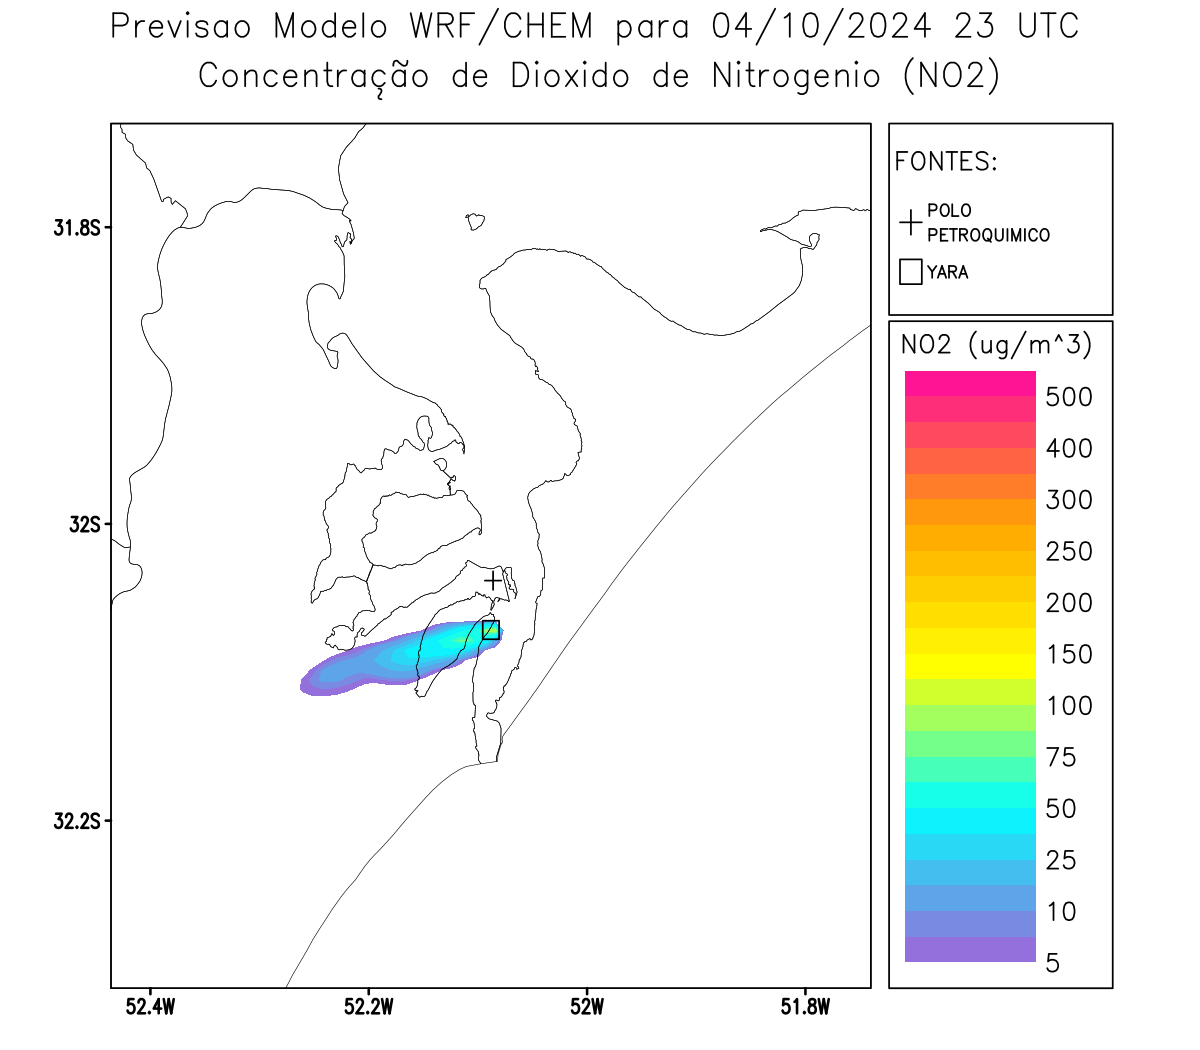 Previsao Modelo WRF/CHEM para 04/10/2024 23 UTC
Concentração de Dioxido de Nitrogenio (NO2)
FONTES:
POLO
PETROQUIMICO
YARA
NO2 (ug/m^3)
500
400
300
250
200
150
100
75
50
25
10
5
31.8S
32S
32.2S
52.4W
52.2W
52W
51.8W